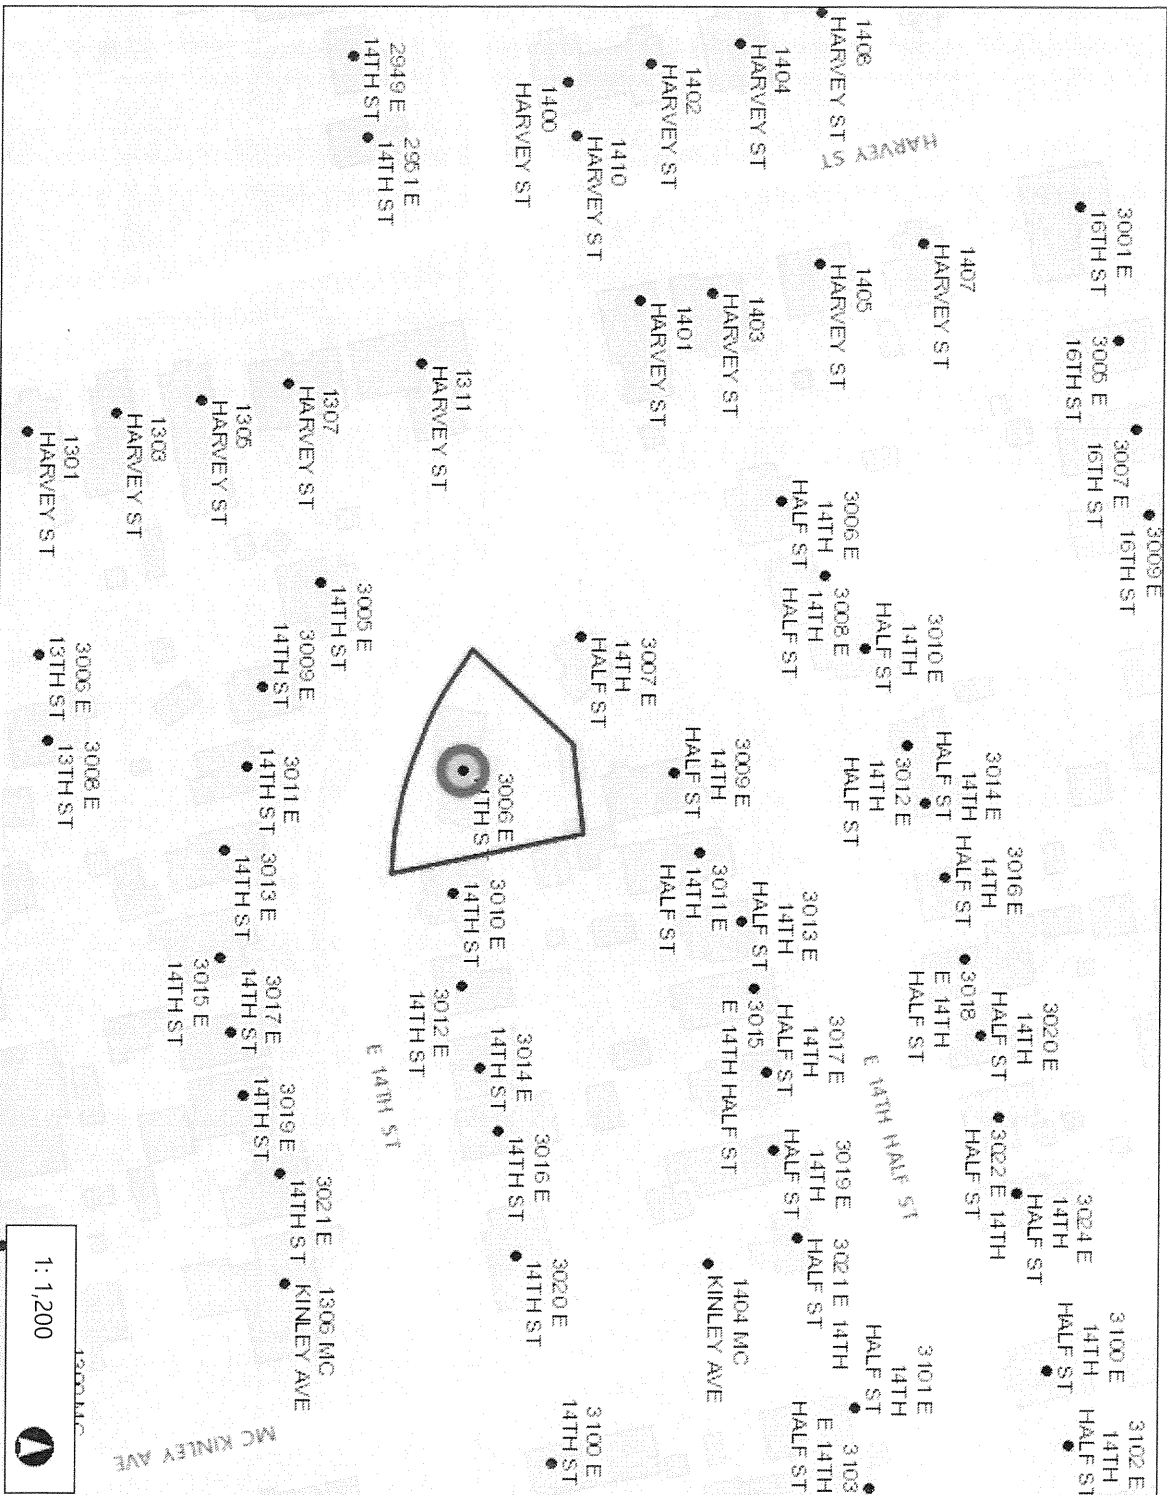 1406
HARVEY ST
1404
HARVEY ST
1402
HARVEY ST
1400
HARVEY ST
1410
HARVEY ST
HARVEY ST
2949 E
14TH ST
2951 E
14TH ST
3001 E
16TH ST
3005 E
16TH ST
3007 E
16TH ST
3009 E
16TH ST
1407
HARVEY ST
1405
HARVEY ST
1403
HARVEY ST
1401
HARVEY ST
1311
HARVEY ST
1307
HARVEY ST
1305
HARVEY ST
1303
HARVEY ST
1301
HARVEY ST
3006 E
14TH
HALF ST
3008 E
14TH
HALF ST
3010 E
14TH
HALF ST
3012 E
14TH
HALF ST
3014 E
14TH
HALF ST
3016 E
14TH
HALF ST
3018
E 14TH
HALF ST
3020 E
14TH
HALF ST
3022 E 14TH
HALF ST
3024 E
14TH
HALF ST
3100 E
14TH
HALF ST
3102 E
14TH
HALF ST
3007 E
14TH
HALF ST
3009 E
14TH
HALF ST
3011 E
14TH
HALF ST
3013 E
14TH
HALF ST
3015
E 14TH HALF ST
3017 E
14TH
HALF ST
3019 E
14TH
HALF ST
3021 E 14TH
HALF ST
3101 E
14TH
HALF ST
3103
E 14TH
HALF ST
E 14TH HALF ST
1404 MC
KINLEY AVE
3006 E
14TH ST
3010 E
14TH ST
3012 E
14TH ST
3014 E
14TH ST
3016 E
14TH ST
3020 E
14TH ST
3100 E
14TH ST
E 14TH ST
3005 E
14TH ST
3009 E
14TH ST
3011 E
14TH ST
3013 E
14TH ST
3015 E
14TH ST
3017 E
14TH ST
3019 E
14TH ST
3021 E
14TH ST
1306 MC
KINLEY AVE
MC KINLEY AVE
3006 E
13TH ST
3008 E
13TH ST
1: 1,200